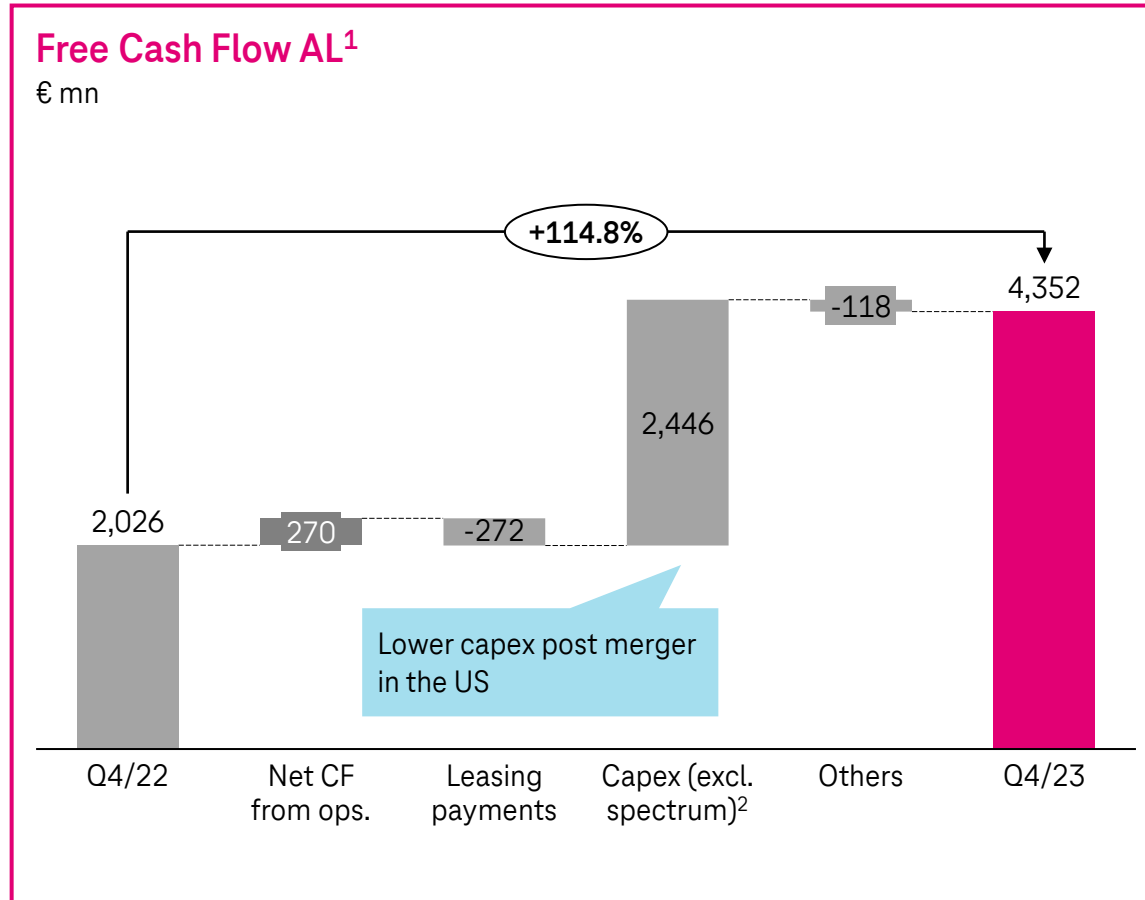 Free Cash Flow AL¹
€ mn
+114.8%
2,026
270
-272
2,446
-118
4,352
Lower capex post merger
in the US
Q4/22
Net CF
from ops.
Leasing
payments
Capex (excl.
spectrum)²
Others
Q4/23